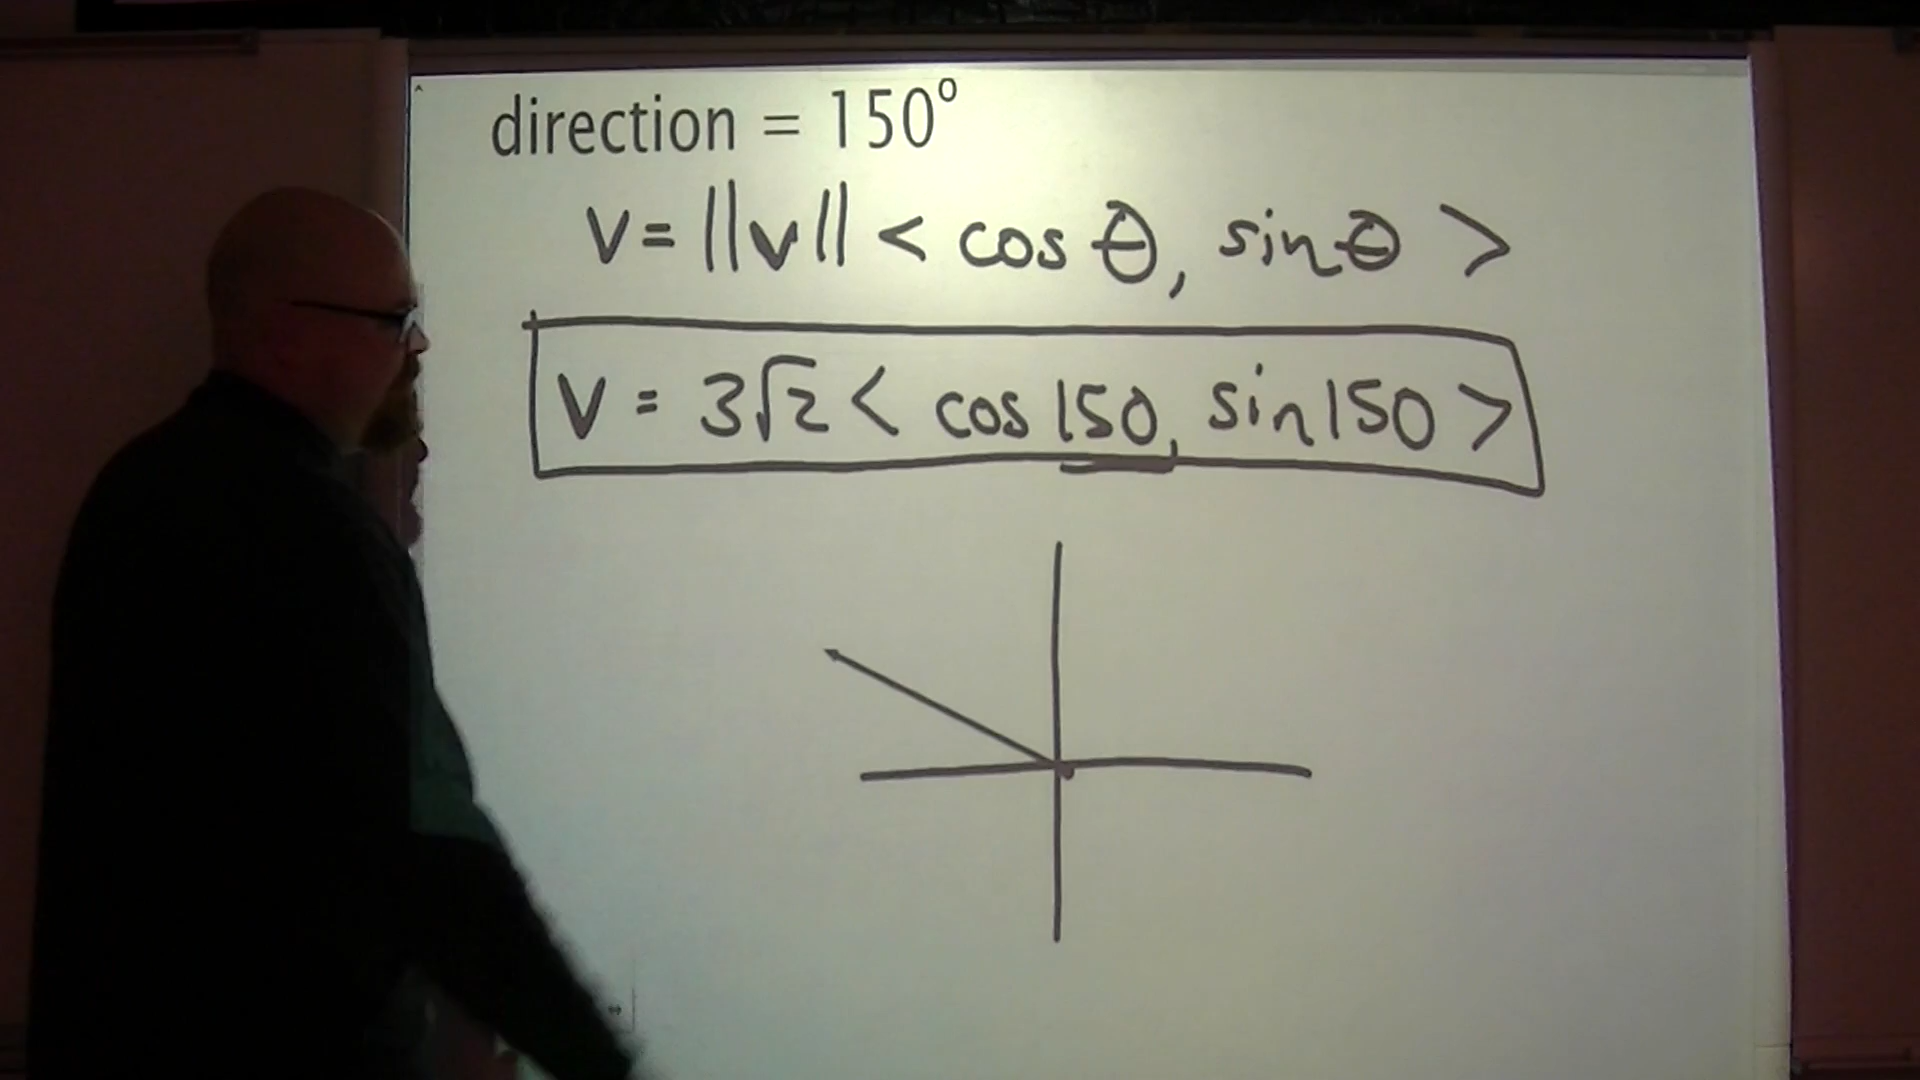 direction = 150°
v = ||v|| < cos θ, sin θ >
v = 3√2 < cos 150, sin 150 >